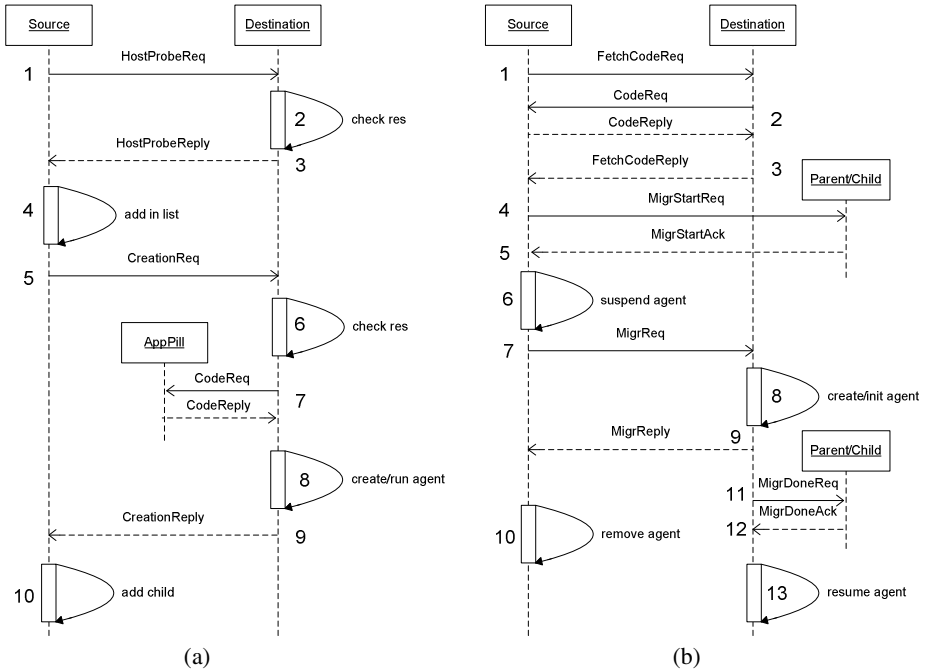 Source
Destination
HostProbeReq
1
2
check res
HostProbeReply
3
4
add in list
CreationReq
5
6
check res
AppPill
CodeReq
7
CodeReply
8
create/run agent
CreationReply
9
10
add child
(a)
Source
Destination
FetchCodeReq
1
CodeReq
2
CodeReply
FetchCodeReply
3
Parent/Child
MigrStartReq
4
MigrStartAck
5
6
suspend agent
MigrReq
7
8
create/init agent
MigrReply
9
Parent/Child
MigrDoneReq
11
MigrDoneAck
12
10
remove agent
13
resume agent
(b)